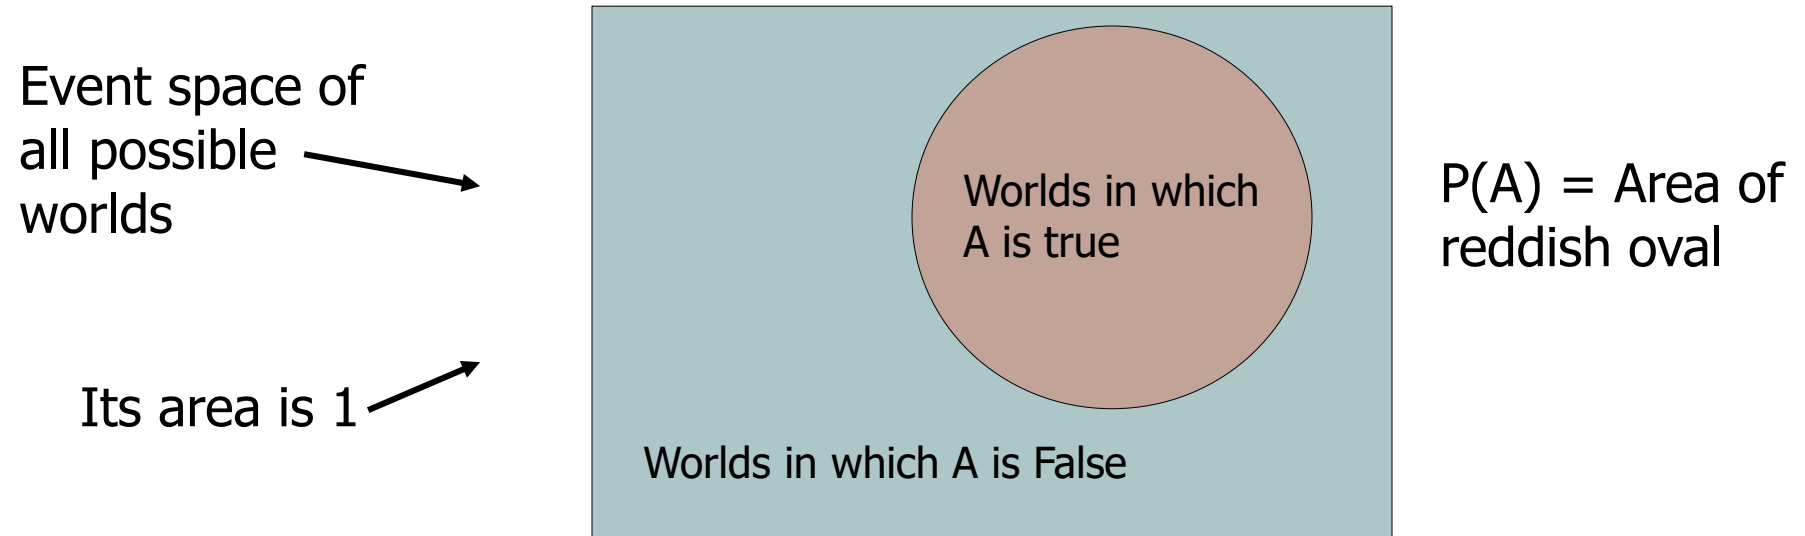 Event space of
all possible
worlds
Its area is 1
Worlds in which
A is true
Worlds in which A is False
P(A) = Area of
reddish oval